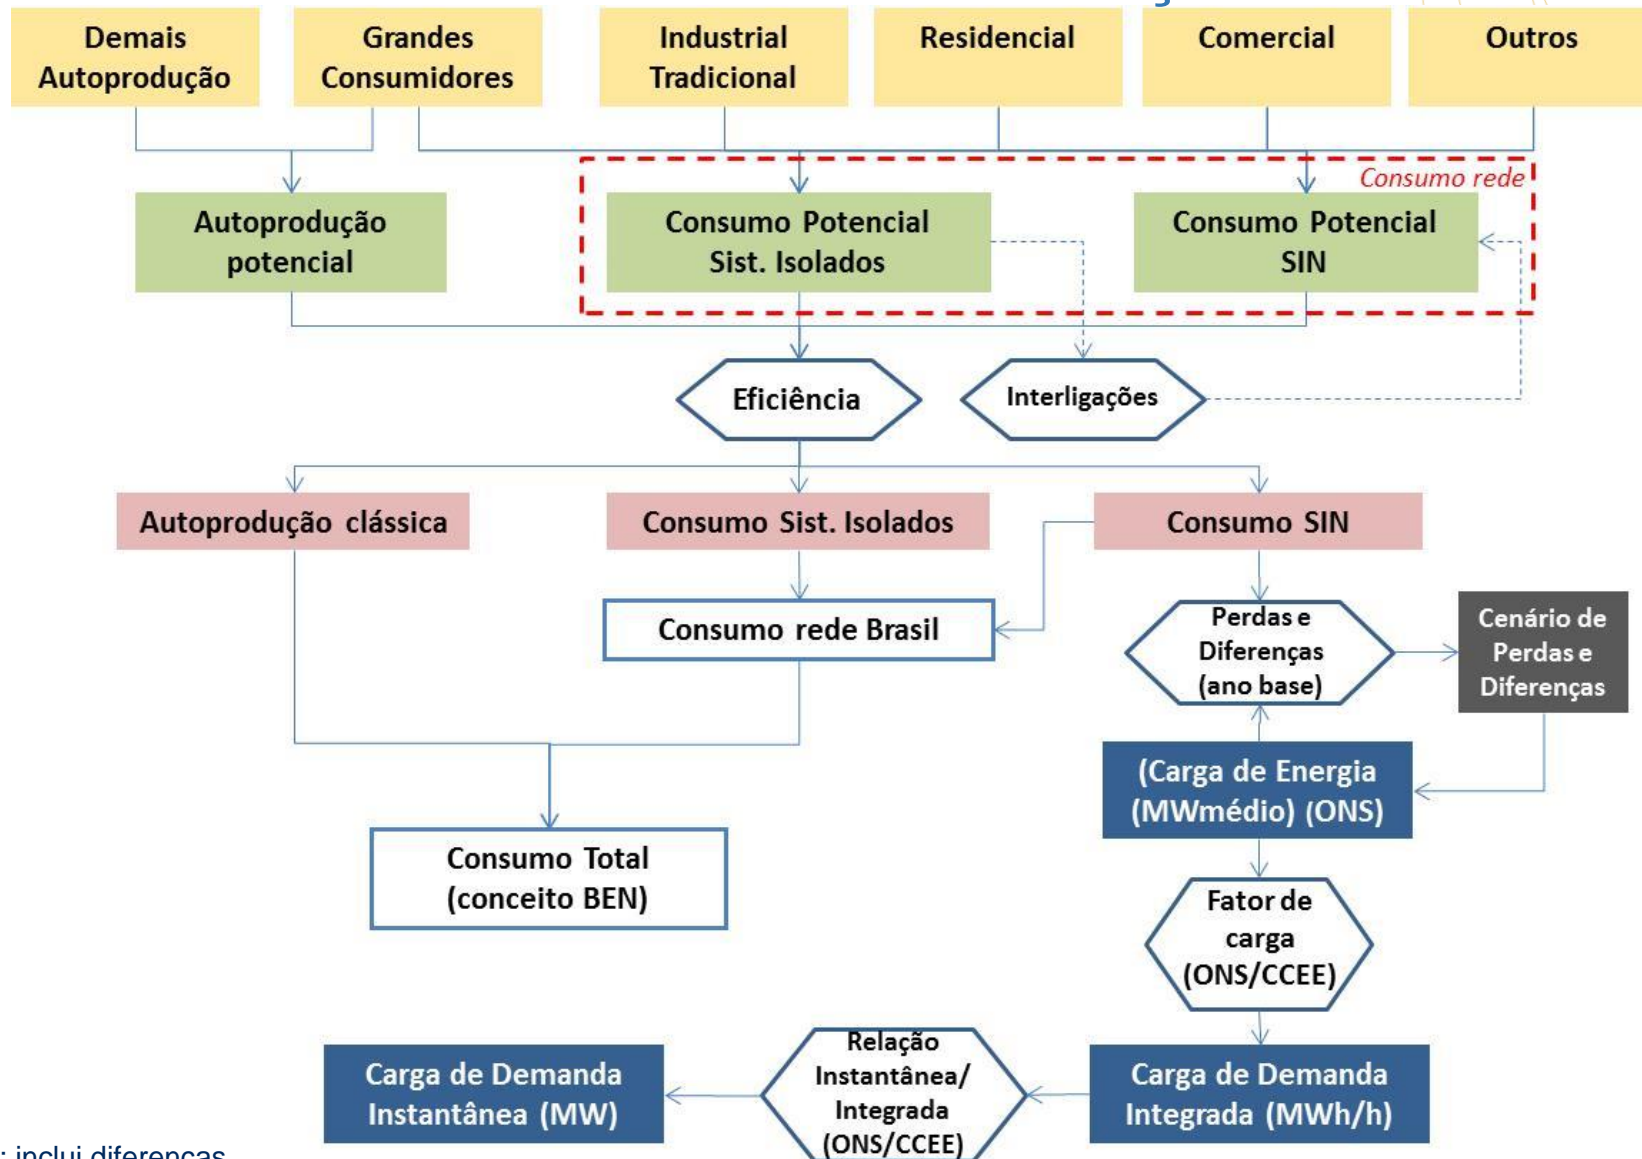 Demais
Autoprodução
Grandes
Consumidores
Industrial
Tradicional
Residencial
Comercial
Outros
Consumo rede
Autoprodução
potencial
Consumo Potencial
Sist. Isolados
Consumo Potencial
SIN
Eficiência
Interligações
Autoprodução clássica
Consumo Sist. Isolados
Consumo SIN
Consumo rede Brasil
Perdas e
Diferenças
(ano base)
Cenário de
Perdas e
Diferenças
(Carga de Energia
(MWmédio) (ONS)
Consumo Total
(conceito BEN)
Fator de
carga
(ONS/CCEE)
Carga de Demanda
Instantânea (MW)
Relação
Instantânea/
Integrada
(ONS/CCEE)
Carga de Demanda
Integrada (MWh/h)
: inclui diferenças